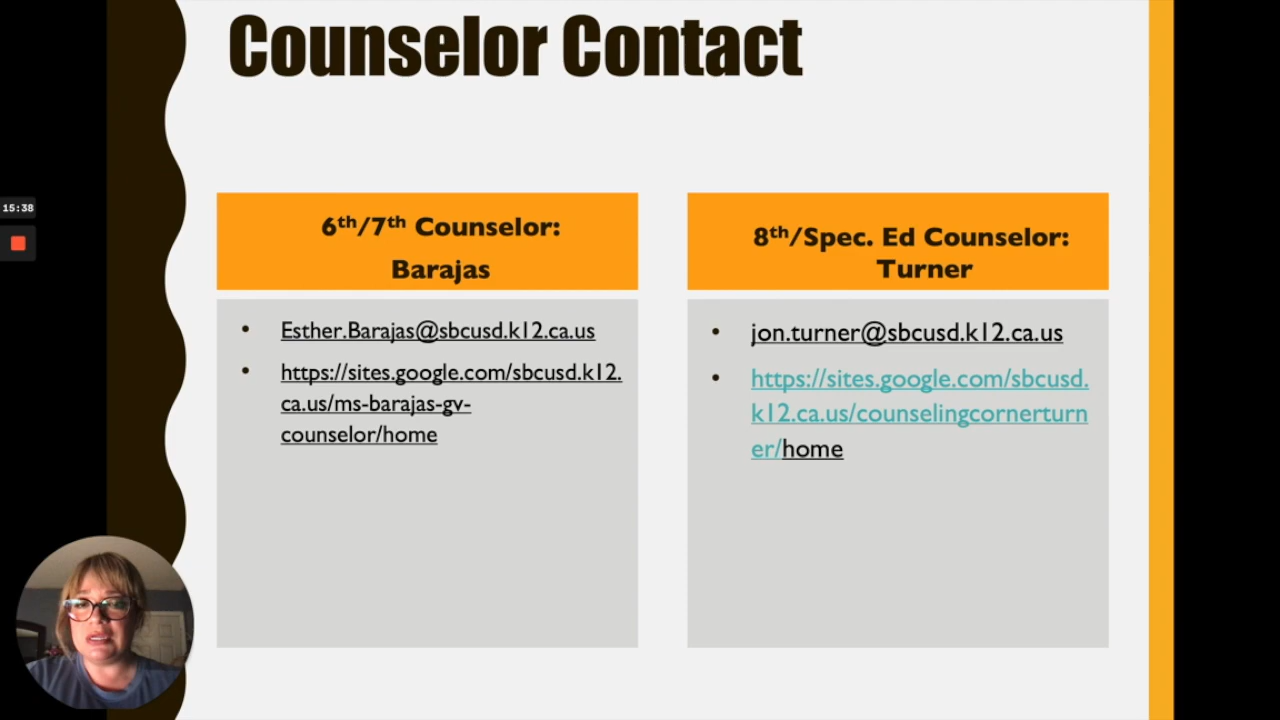 Counselor Contact
15:38
6th/7th Counselor:
Barajas
• Esther.Barajas@sbcusd.k12.ca.us
• https://sites.google.com/sbcusd.k12.
ca.us/ms-barajas-gv-
counselor/home
8th/Spec. Ed Counselor:
Turner
• jon.turner@sbcusd.k12.ca.us
• https://sites.google.com/sbcusd.
k12.ca.us/counselingcornerturn
er/home